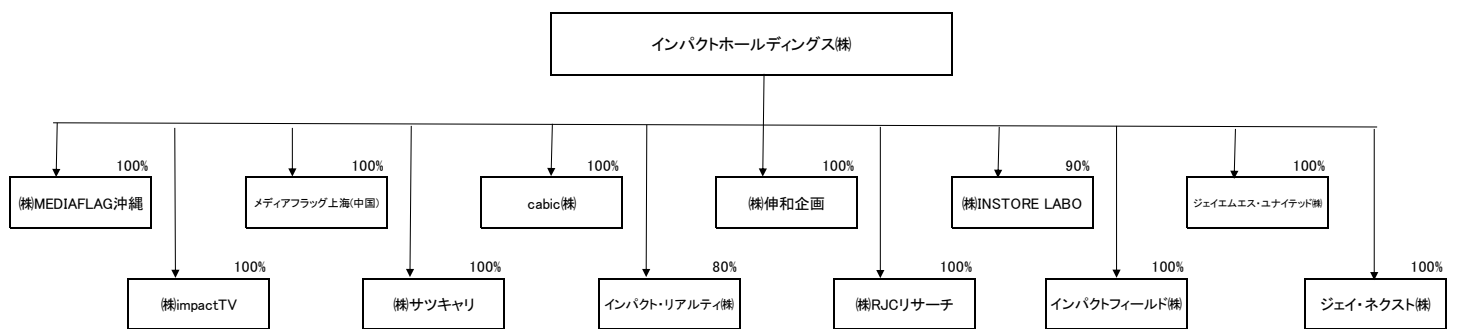 インパクトホールディングス㈱
100%
100%
100%
100%
90%
100%
㈱MEDIAFLAG沖縄
メディアフラッグ上海(中国)
cabic㈱
㈱伸和企画
㈱INSTORE LABO
ジェイエムエス・ユナイテッド㈱
100%
100%
80%
100%
100%
100%
㈱impactTV
㈱サツキャリ
インパクト・リアルティ㈱
㈱RJCリサーチ
インパクトフィールド㈱
ジェイ・ネクスト㈱